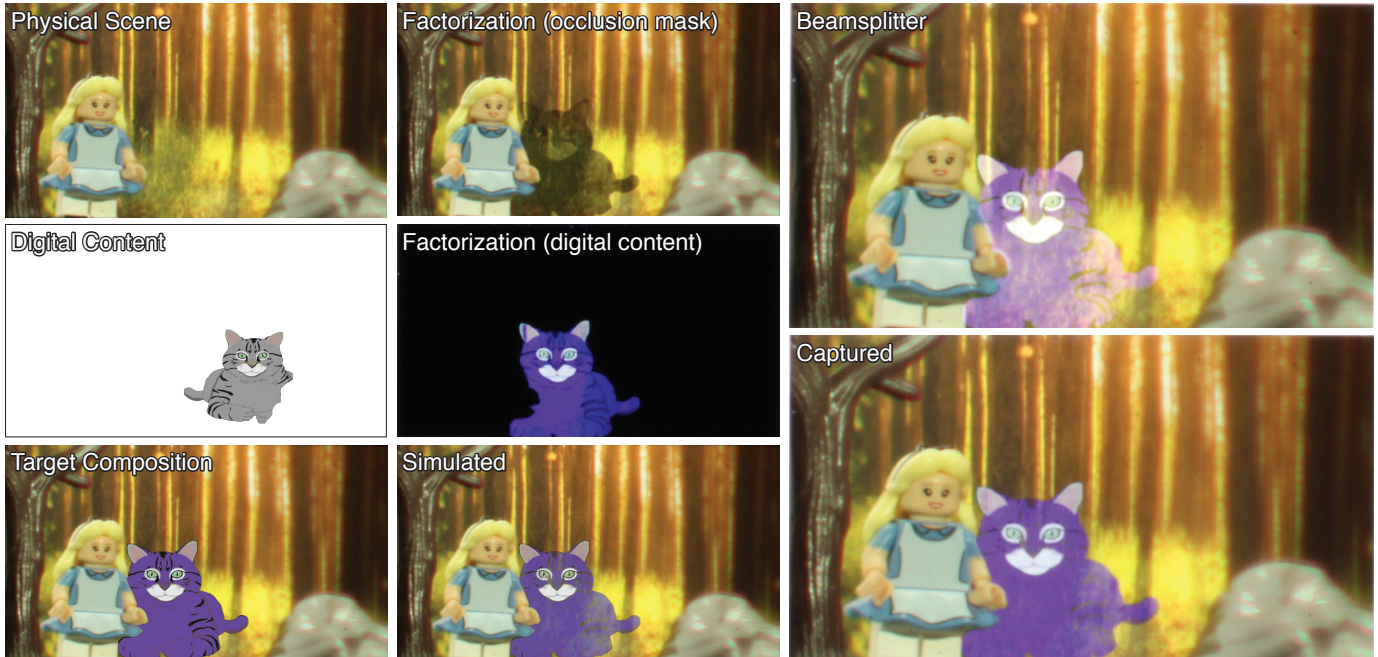 Physical Scene
Factorization (occlusion mask)
Beamsplitter
Digital Content
Factorization (digital content)
Captured
Target Composition
Simulated